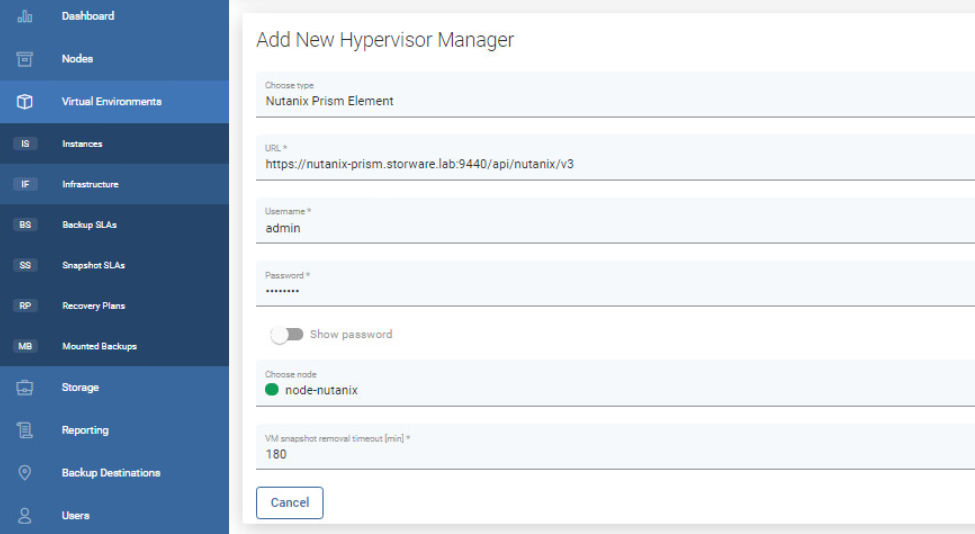 Dashboard
Nodes
Virtual Environments
IS Instances
IF Infrastructure
BS Backup SLAs
SS Snapshot SLAs
RP Recovery Plans
MB Mounted Backups
Storage
Reporting
Backup Destinations
Users
Add New Hypervisor Manager
Choose type
Nutanix Prism Element
URL *
https://nutanix-prism.storware.lab:9440/api/nutanix/v3
Username *
admin
Password *
••••••••
Show password
Choose node
node-nutanix
VM snapshot removal timeout [min] *
180
Cancel